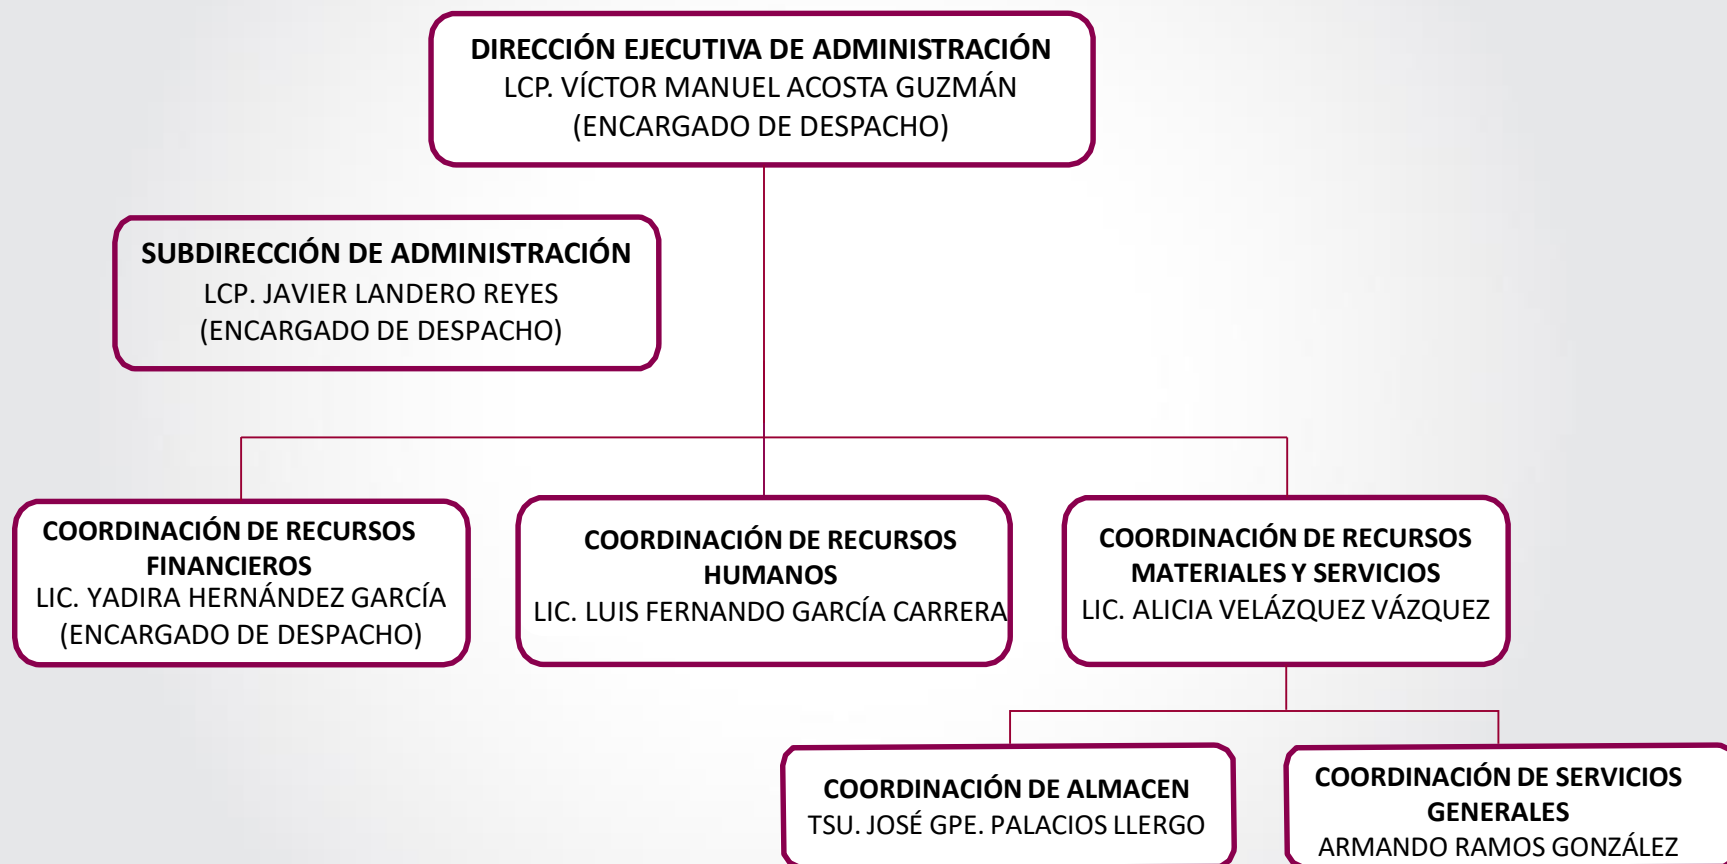 DIRECCIÓN EJECUTIVA DE ADMINISTRACIÓN
LCP. VÍCTOR MANUEL ACOSTA GUZMÁN
(ENCARGADO DE DESPACHO)
SUBDIRECCIÓN DE ADMINISTRACIÓN
LCP. JAVIER LANDERO REYES
(ENCARGADO DE DESPACHO)
COORDINACIÓN DE RECURSOS
FINANCIEROS
LIC. YADIRA HERNÁNDEZ GARCÍA
(ENCARGADO DE DESPACHO)
COORDINACIÓN DE RECURSOS
HUMANOS
LIC. LUIS FERNANDO GARCÍA CARRERA
COORDINACIÓN DE RECURSOS
MATERIALES Y SERVICIOS
LIC. ALICIA VELÁZQUEZ VÁZQUEZ
COORDINACIÓN DE ALMACEN
TSU. JOSÉ GPE. PALACIOS LLERGO
COORDINACIÓN DE SERVICIOS
GENERALES
ARMANDO RAMOS GONZÁLEZ